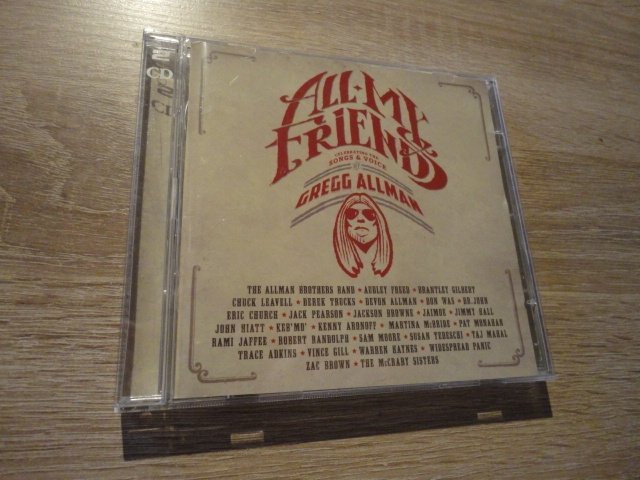 2
CD
ALL MY
FRIENDS
CELEBRATING THE
SONGS & VOICE
OF
GREGG ALLMAN
THE ALLMAN BROTHERS BAND ★ AUDLEY FREED ★ BRANTLEY GILBERT
CHUCK LEAVELL ★ DEREK TRUCKS ★ DEVON ALLMAN ★ DON WAS ★ DR. JOHN
ERIC CHURCH ★ JACK PEARSON ★ JACKSON BROWNE ★ JAIMOE ★ JIMMY HALL
JOHN HIATT ★ KEB' MO' ★ KENNY ARONOFF ★ MARTINA McBRIDE ★ PAT MONAHAN
RAMI JAFFEE ★ ROBERT RANDOLPH ★ SAM MOORE ★ SUSAN TEDESCHI ★ TAJ MAHAL
TRACE ADKINS ★ VINCE GILL ★ WARREN HAYNES ★ WIDESPREAD PANIC
ZAC BROWN ★ THE McCRARY SISTERS